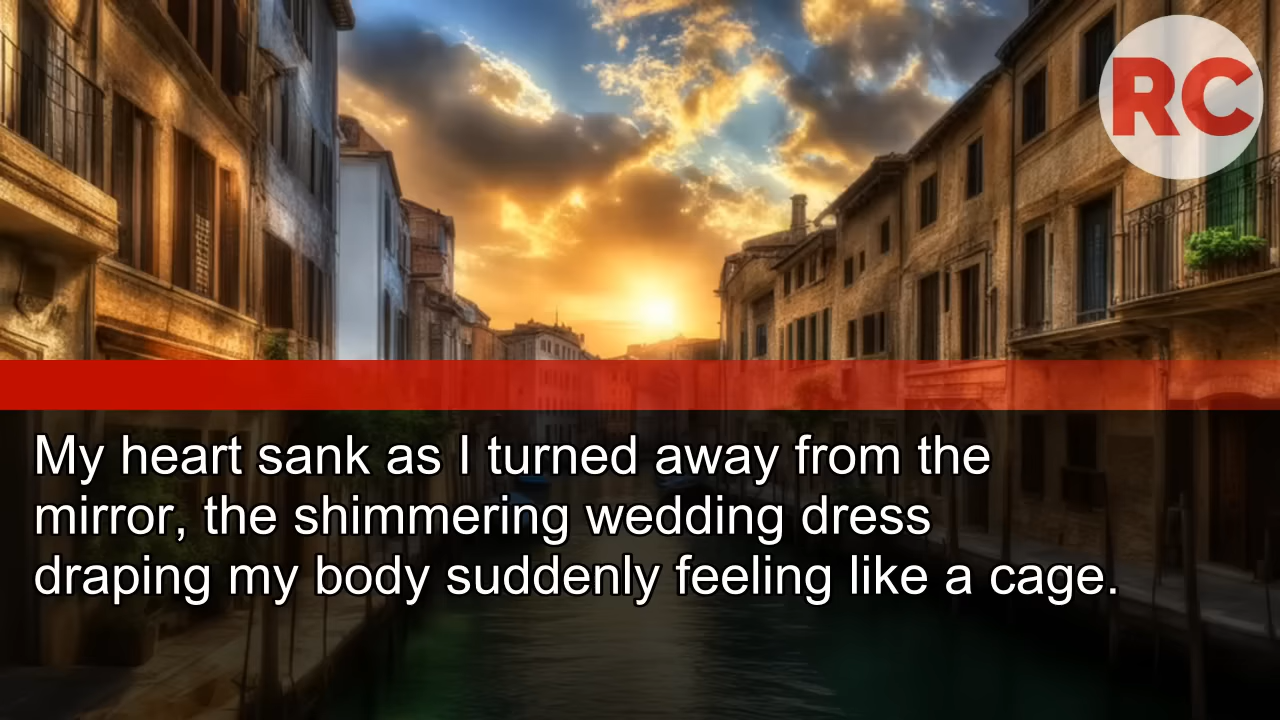 RC
My heart sank as I turned away from the
mirror, the shimmering wedding dress
draping my body suddenly feeling like a cage.